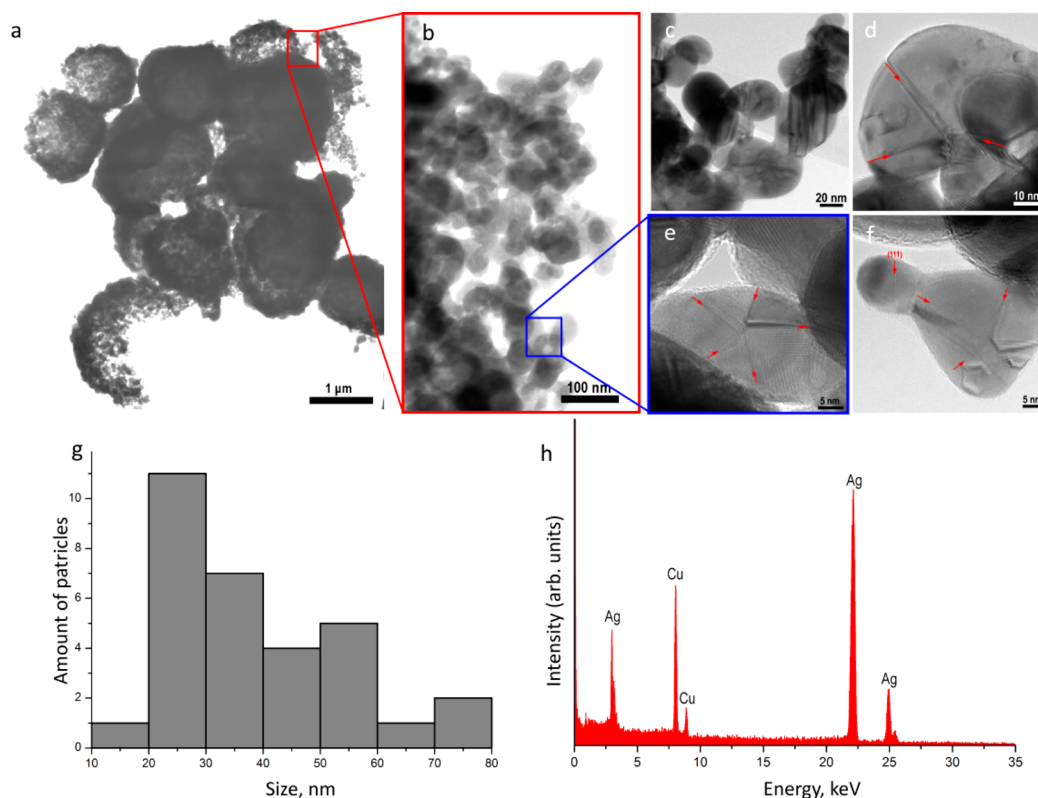 a
b
c
d
1 µm
100 nm
20 nm
10 nm
e
f
(111)
5 nm
5 nm
g
Amount of patricles
10
8
6
4
2
0
10 20 30 40 50 60 70 80
Size, nm
h
Intensity (arb. units)
Ag
Cu
Cu
Ag
Ag
0 5 10 15 20 25 30 35
Energy, keV